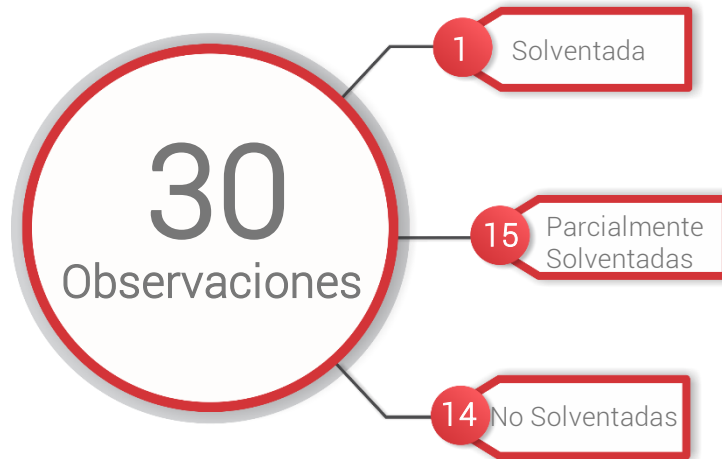 30
Observaciones
1
Solventada
15
Parcialmente
Solventadas
14
No Solventadas